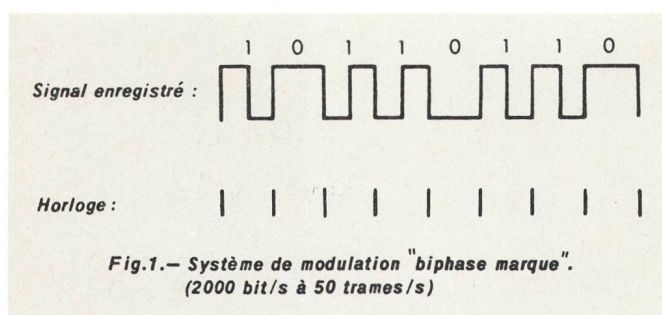 1 0 1 1 0 1 1 0
Signal enregistré :
Horloge :
Fig.1.— Système de modulation "biphase marque".
(2000 bit/s à 50 trames/s)